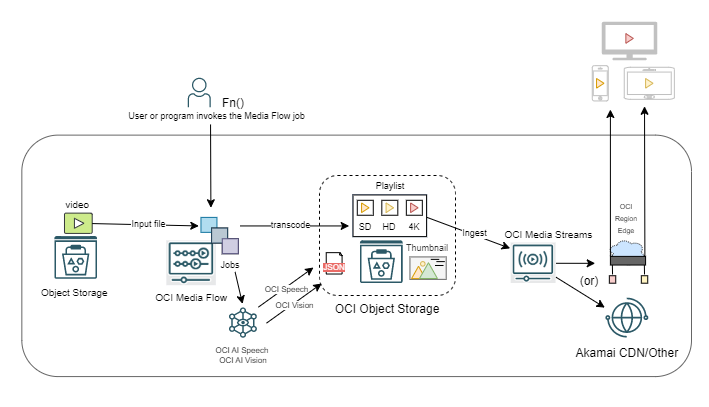 Fn()
User or program invokes the Media Flow job
video
Input file
Object Storage
Jobs
OCI Media Flow
transcode
OCI Speech
OCI Vision
OCI AI Speech
OCI AI Vision
Playlist
SD HD 4K
Thumbnail
JSON
OCI Object Storage
Ingest
OCI Media Streams
OCI
Region
Edge
(or)
Akamai CDN/Other